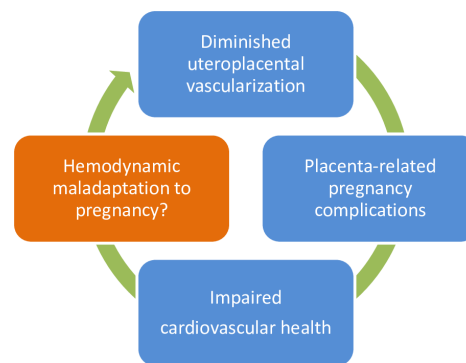 Diminished
uteroplacental
vascularization
Hemodynamic
maladaptation to
pregnancy?
Placenta-related
pregnancy
complications
Impaired
cardiovascular health